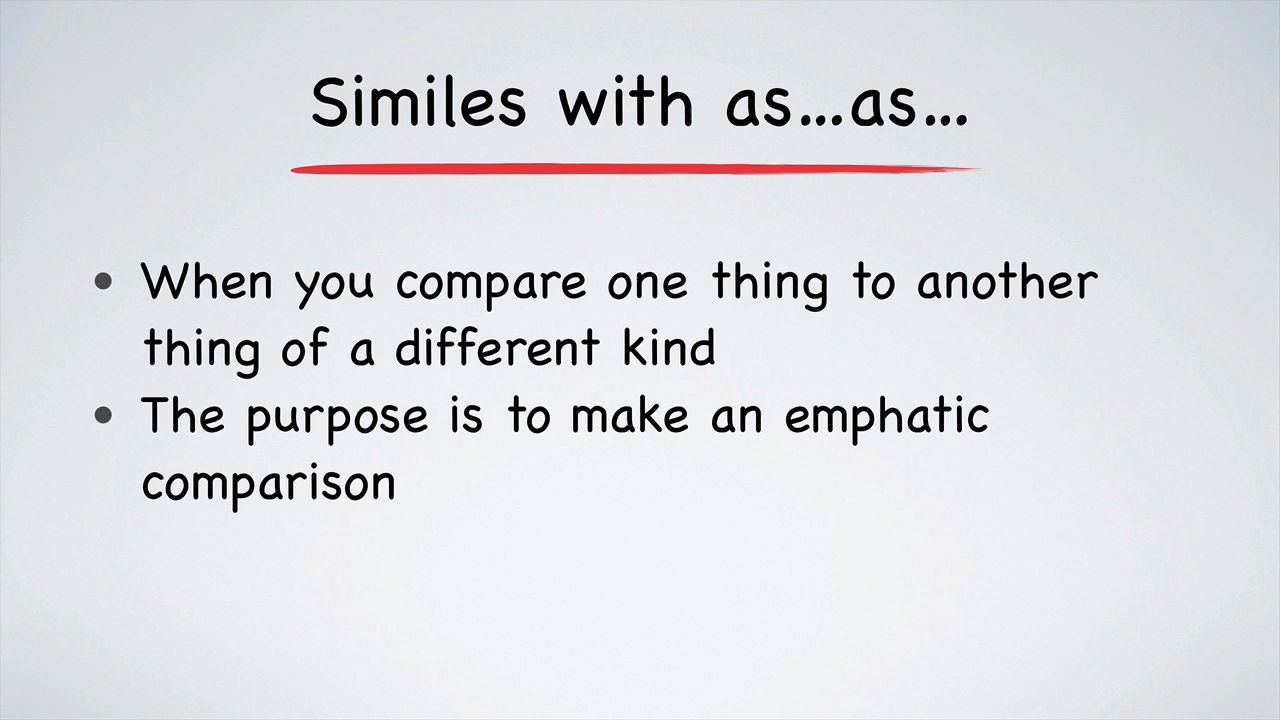 Similes with as...as...
• When you compare one thing to another
thing of a different kind
• The purpose is to make an emphatic
comparison